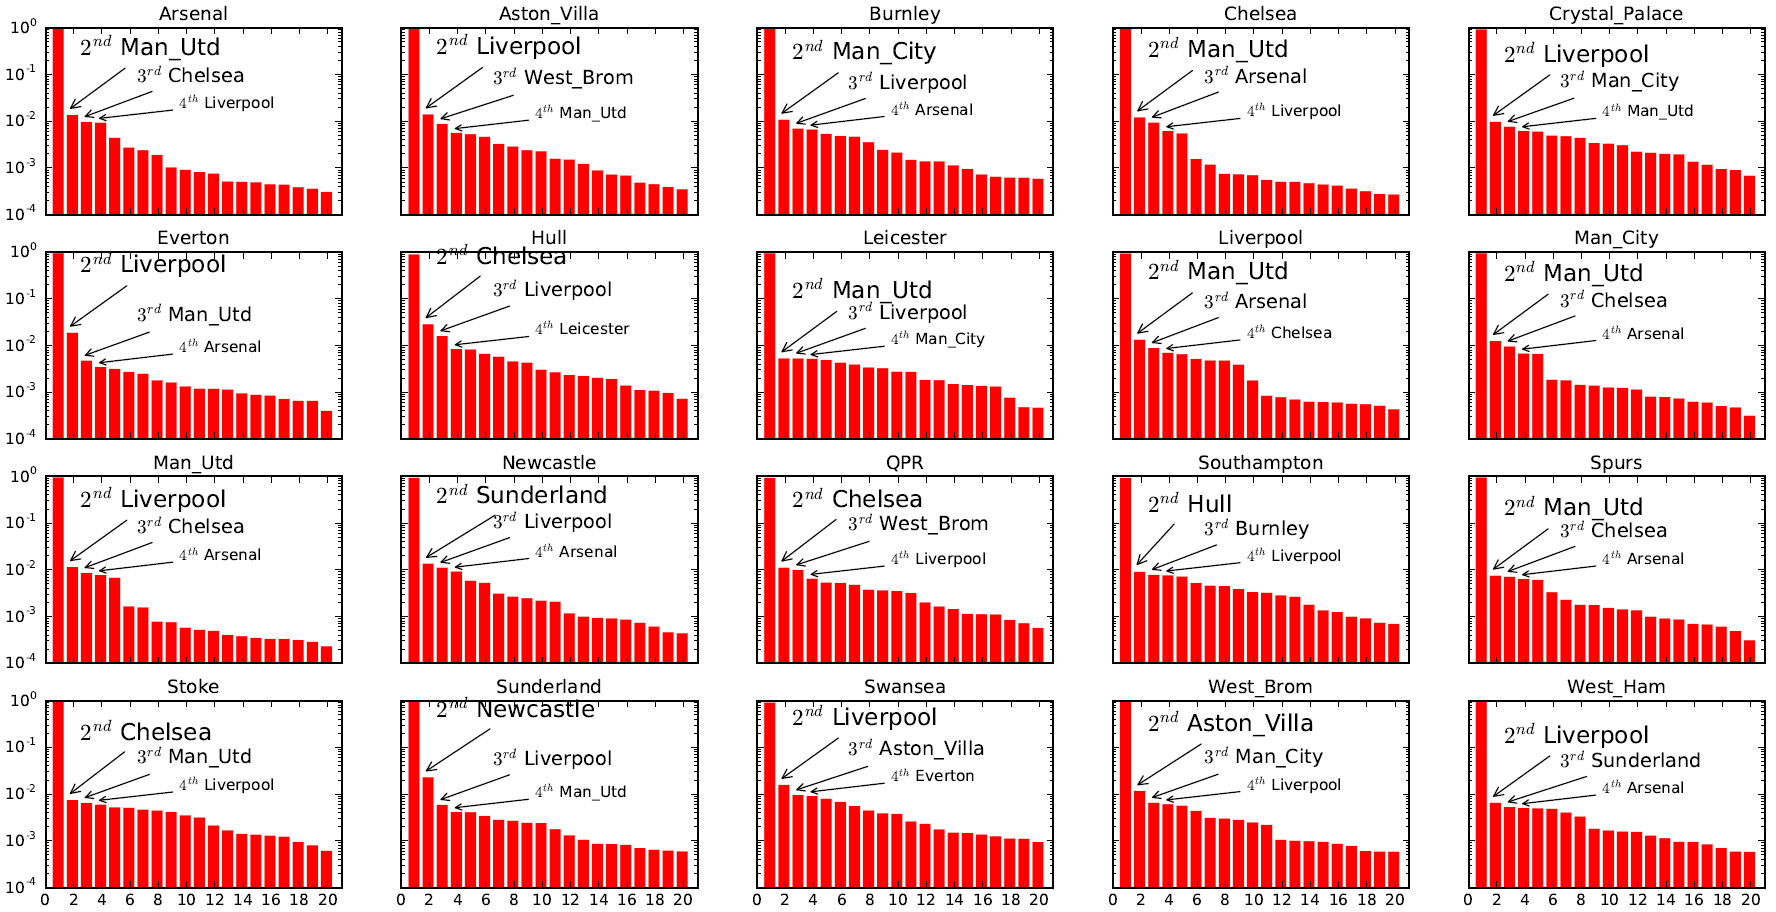 Arsenal
Aston_Villa
Burnley
Chelsea
Crystal_Palace
10^0
10^-1
10^-2
10^-3
10^-4
2^nd Man_Utd
3^rd Chelsea
4^th Liverpool
2^nd Liverpool
3^rd West_Brom
4^th Man_Utd
2^nd Man_City
3^rd Liverpool
4^th Arsenal
2^nd Man_Utd
3^rd Arsenal
4^th Liverpool
2^nd Liverpool
3^rd Man_City
4^th Man_Utd
Everton
Hull
Leicester
Liverpool
Man_City
10^0
10^-1
10^-2
10^-3
10^-4
2^nd Liverpool
3^rd Man_Utd
4^th Arsenal
2^nd Chelsea
3^rd Liverpool
4^th Leicester
2^nd Man_Utd
3^rd Liverpool
4^th Man_City
2^nd Man_Utd
3^rd Arsenal
4^th Chelsea
2^nd Man_Utd
3^rd Chelsea
4^th Arsenal
Man_Utd
Newcastle
QPR
Southampton
Spurs
10^0
10^-1
10^-2
10^-3
10^-4
2^nd Liverpool
3^rd Chelsea
4^th Arsenal
2^nd Sunderland
3^rd Liverpool
4^th Arsenal
2^nd Chelsea
3^rd West_Brom
4^th Liverpool
2^nd Hull
3^rd Burnley
4^th Liverpool
2^nd Man_Utd
3^rd Chelsea
4^th Arsenal
Stoke
Sunderland
Swansea
West_Brom
West_Ham
10^0
10^-1
10^-2
10^-3
10^-4
2^nd Chelsea
3^rd Man_Utd
4^th Liverpool
2^nd Newcastle
3^rd Liverpool
4^th Man_Utd
2^nd Liverpool
3^rd Aston_Villa
4^th Everton
2^nd Aston_Villa
3^rd Man_City
4^th Liverpool
2^nd Liverpool
3^rd Sunderland
4^th Arsenal
0 2 4 6 8 10 12 14 16 18 20
0 2 4 6 8 10 12 14 16 18 20
0 2 4 6 8 10 12 14 16 18 20
0 2 4 6 8 10 12 14 16 18 20
0 2 4 6 8 10 12 14 16 18 20